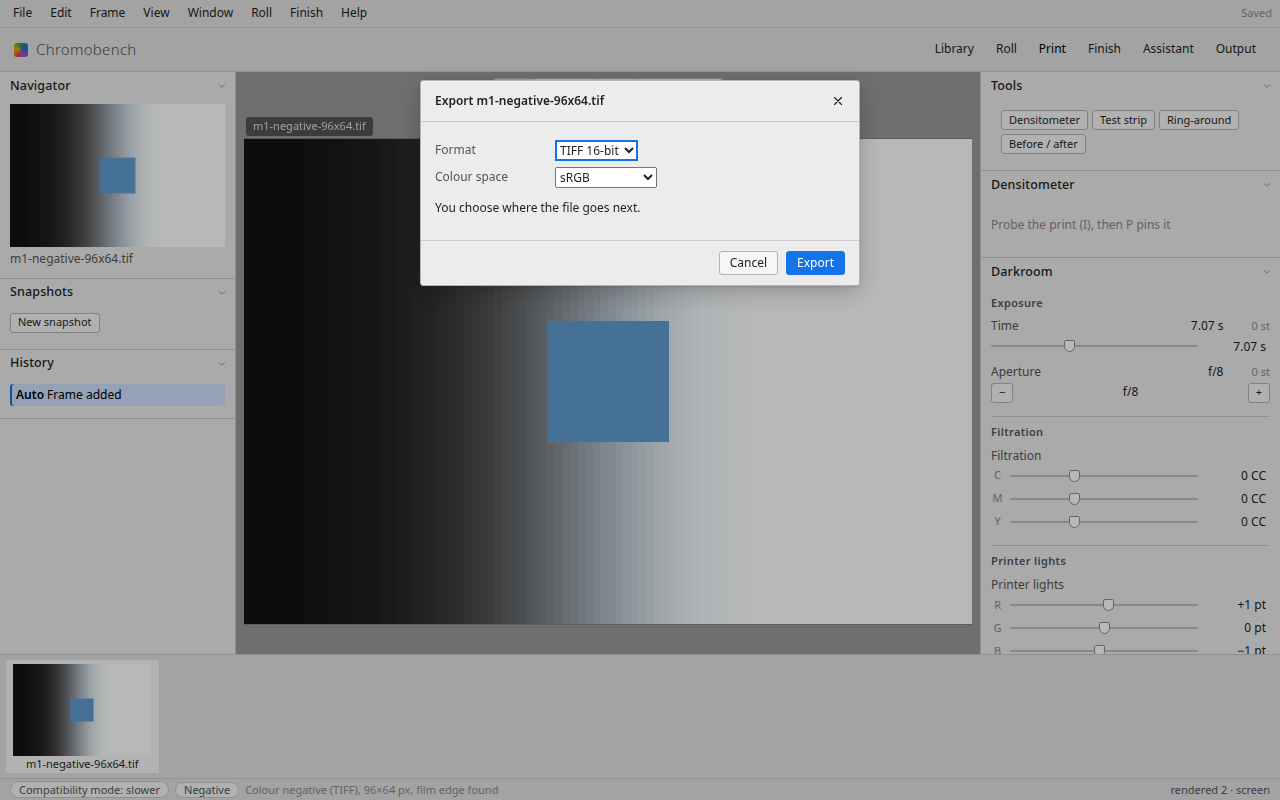 File Edit Frame View Window Roll Finish Help Saved
Chromobench Library Roll Print Finish Assistant Output
Navigator
m1-negative-96x64.tif
Snapshots
New snapshot
History
Auto Frame added
m1-negative-96x64.tif
Export m1-negative-96x64.tif
Format TIFF 16-bit
Colour space sRGB
You choose where the file goes next.
Cancel Export
Tools
Densitometer Test strip Ring-around
Before / after
Densitometer
Probe the print (I), then P pins it
Darkroom
Exposure
Time 7.07 s 0 st
7.07 s
Aperture f/8 0 st
− f/8 +
Filtration
Filtration
C 0 CC
M 0 CC
Y 0 CC
Printer lights
Printer lights
R +1 pt
G 0 pt
B −1 pt
m1-negative-96x64.tif
Compatibility mode: slower Negative Colour negative (TIFF), 96×64 px, film edge found rendered 2 · screen